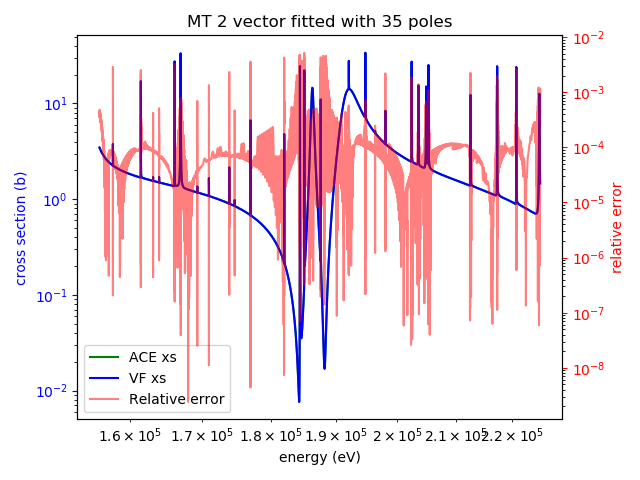 MT 2 vector fitted with 35 poles
cross section (b)
10¹
10⁰
10⁻¹
10⁻²
10⁻²
10⁻³
10⁻⁴
10⁻⁵
10⁻⁶
10⁻⁷
10⁻⁸
relative error
ACE xs
VF xs
Relative error
1.6 × 10⁵ 1.7 × 10⁵ 1.8 × 10⁵ 1.9 × 10⁵ 2 × 10⁵ 2.1 × 10⁵ 2.2 × 10⁵
energy (eV)